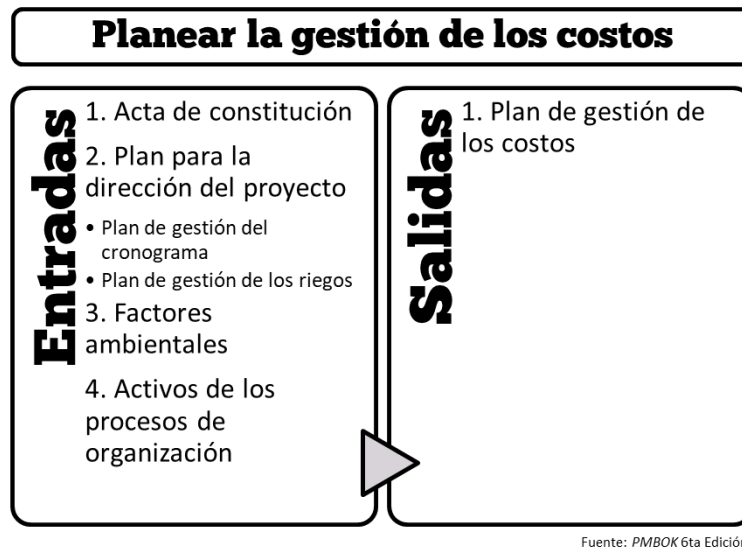 Planear la gestión de los costos
Entradas
1. Acta de constitución
2. Plan para la
dirección del proyecto
• Plan de gestión del
cronograma
• Plan de gestión de los riegos
3. Factores
ambientales
4. Activos de los
procesos de
organización
Salidas
1. Plan de gestión de
los costos
Fuente: PMBOK 6ta Edición